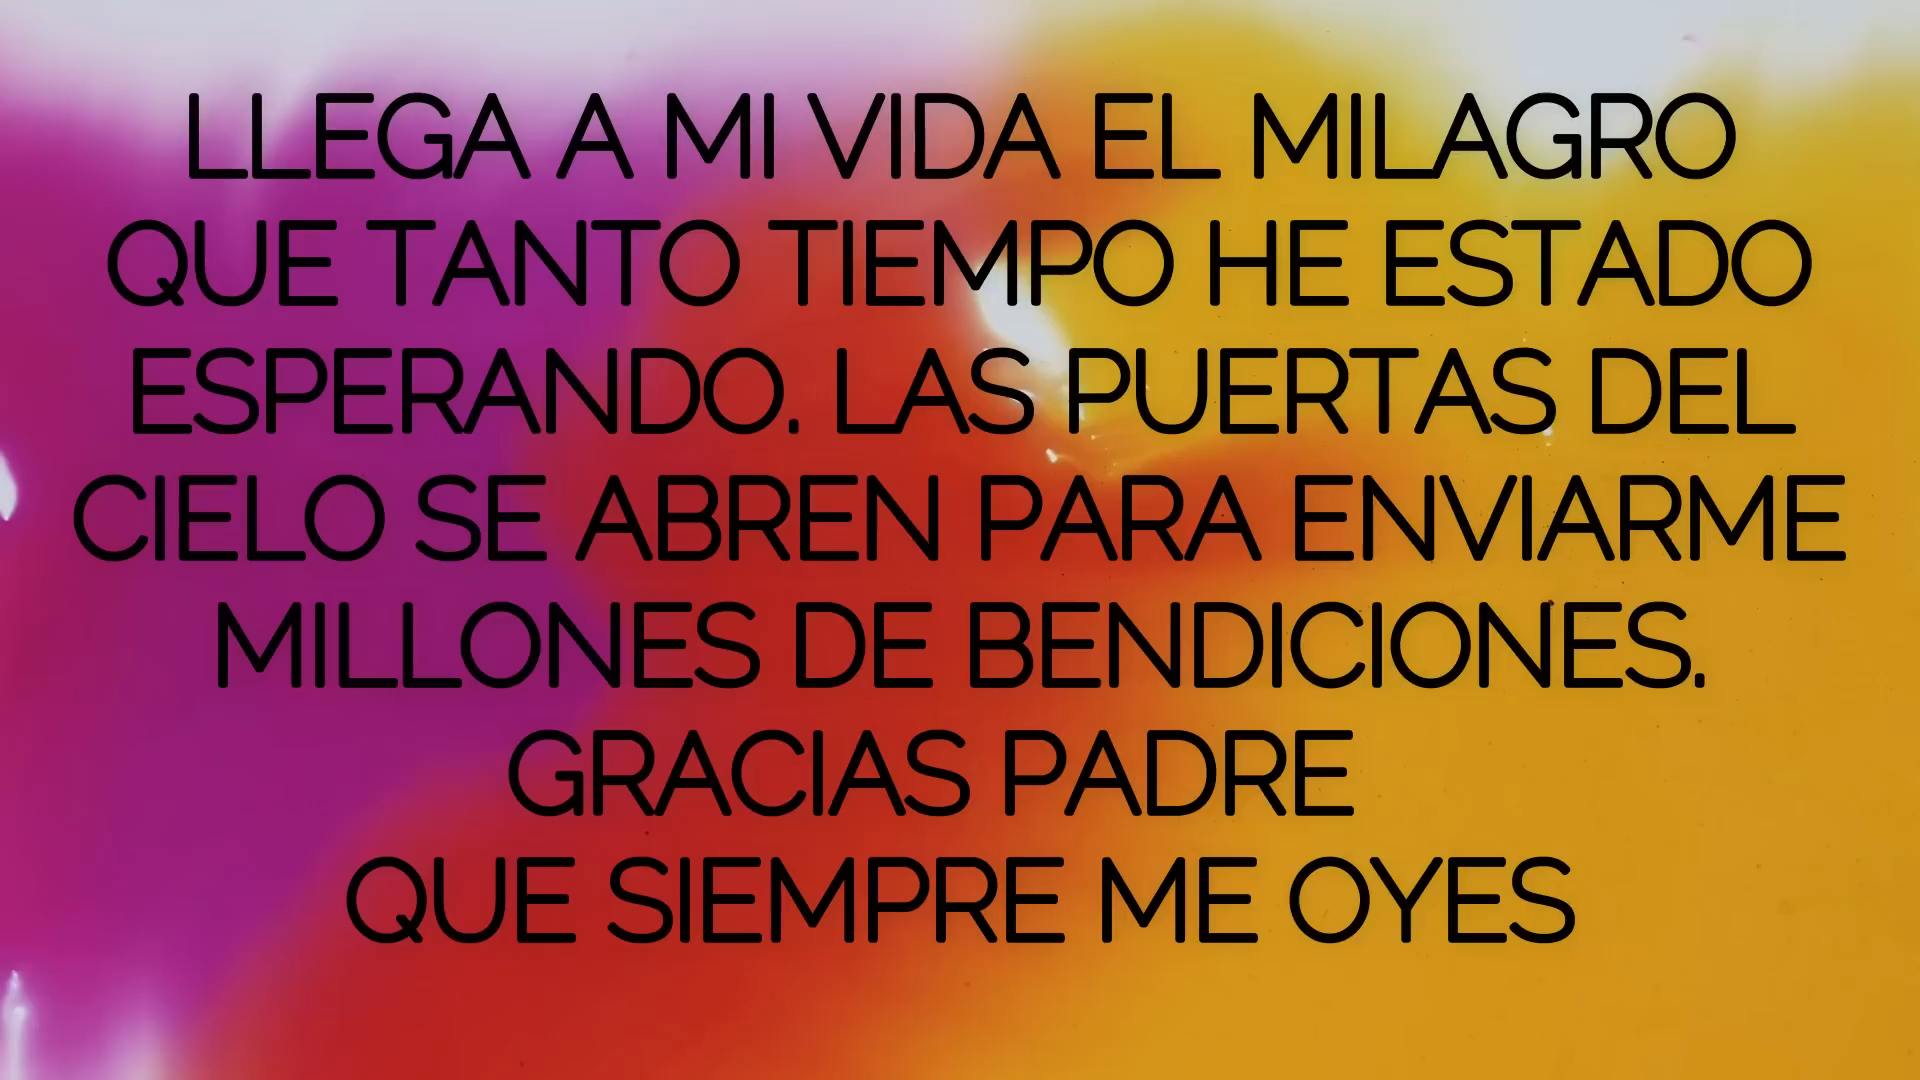 LLEGA A MI VIDA EL MILAGRO
QUE TANTO TIEMPO HE ESTADO
ESPERANDO. LAS PUERTAS DEL
CIELO SE ABREN PARA ENVIARME
MILLONES DE BENDICIONES.
GRACIAS PADRE
QUE SIEMPRE ME OYES